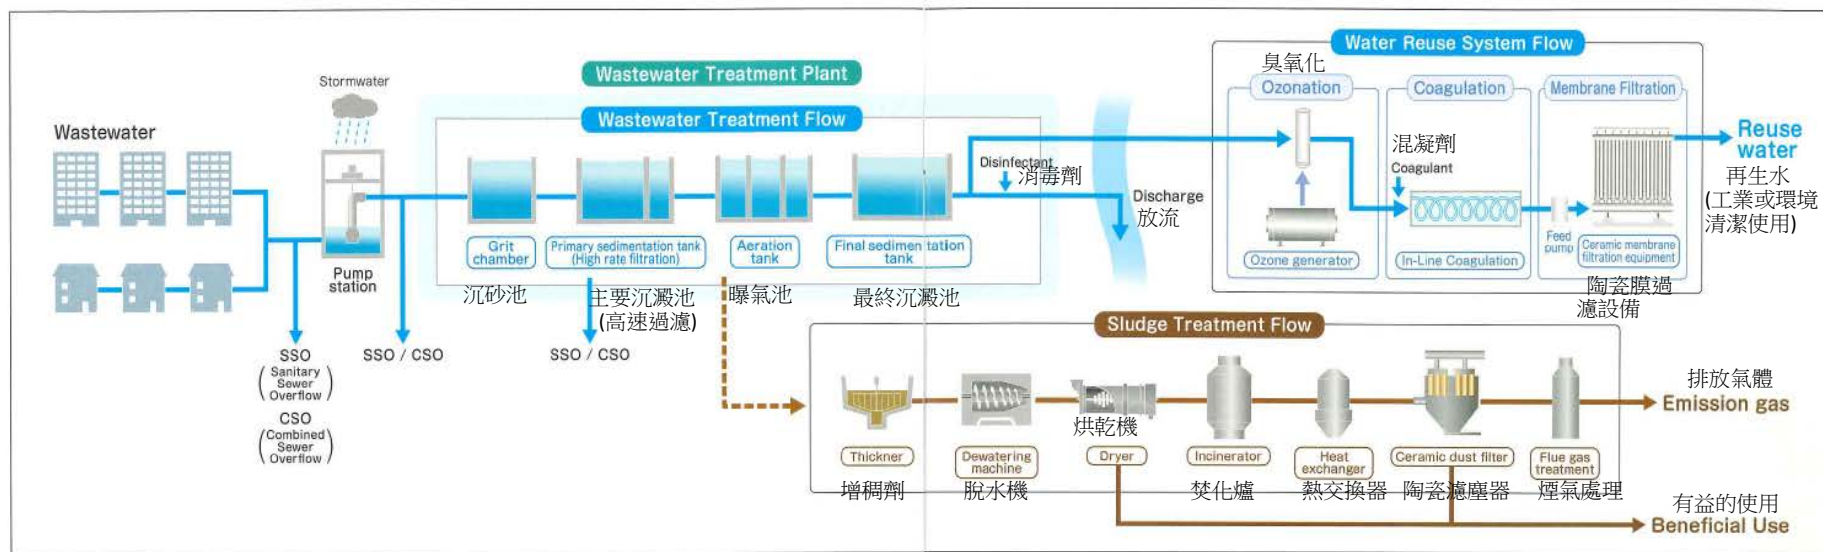 Wastewater Treatment Plant
Wastewater Treatment Flow
Stormwater
Wastewater
Pump
station
SSO
(Sanitary
Sewer
Overflow)
CSO
(Combined
Sewer
Overflow)
SSO / CSO
Grit
chamber
沉砂池
Primary sedimentation tank
(High rate filtration)
主要沉澱池
(高速過濾)
SSO / CSO
Aeration
tank
曝氣池
Final sedimentation
tank
最終沉澱池
Disinfectant
消毒劑
Discharge
放流
Water Reuse System Flow
臭氧化
Ozonation
Ozone generator
Coagulation
混凝劑
Coagulant
In-Line Coagulation
Membrane Filtration
Feed
pump
Ceramic membrane
filtration equipment
陶瓷膜過
濾設備
Reuse
water
再生水
(工業或環境
清潔使用)
Sludge Treatment Flow
Thickner
增稠劑
Dewatering
machine
脫水機
烘乾機
Dryer
Incinerator
焚化爐
Heat
exchanger
熱交換器
Ceramic dust filter
陶瓷濾塵器
Flue gas
treatment
煙氣處理
排放氣體
Emission gas
有益的使用
Beneficial Use